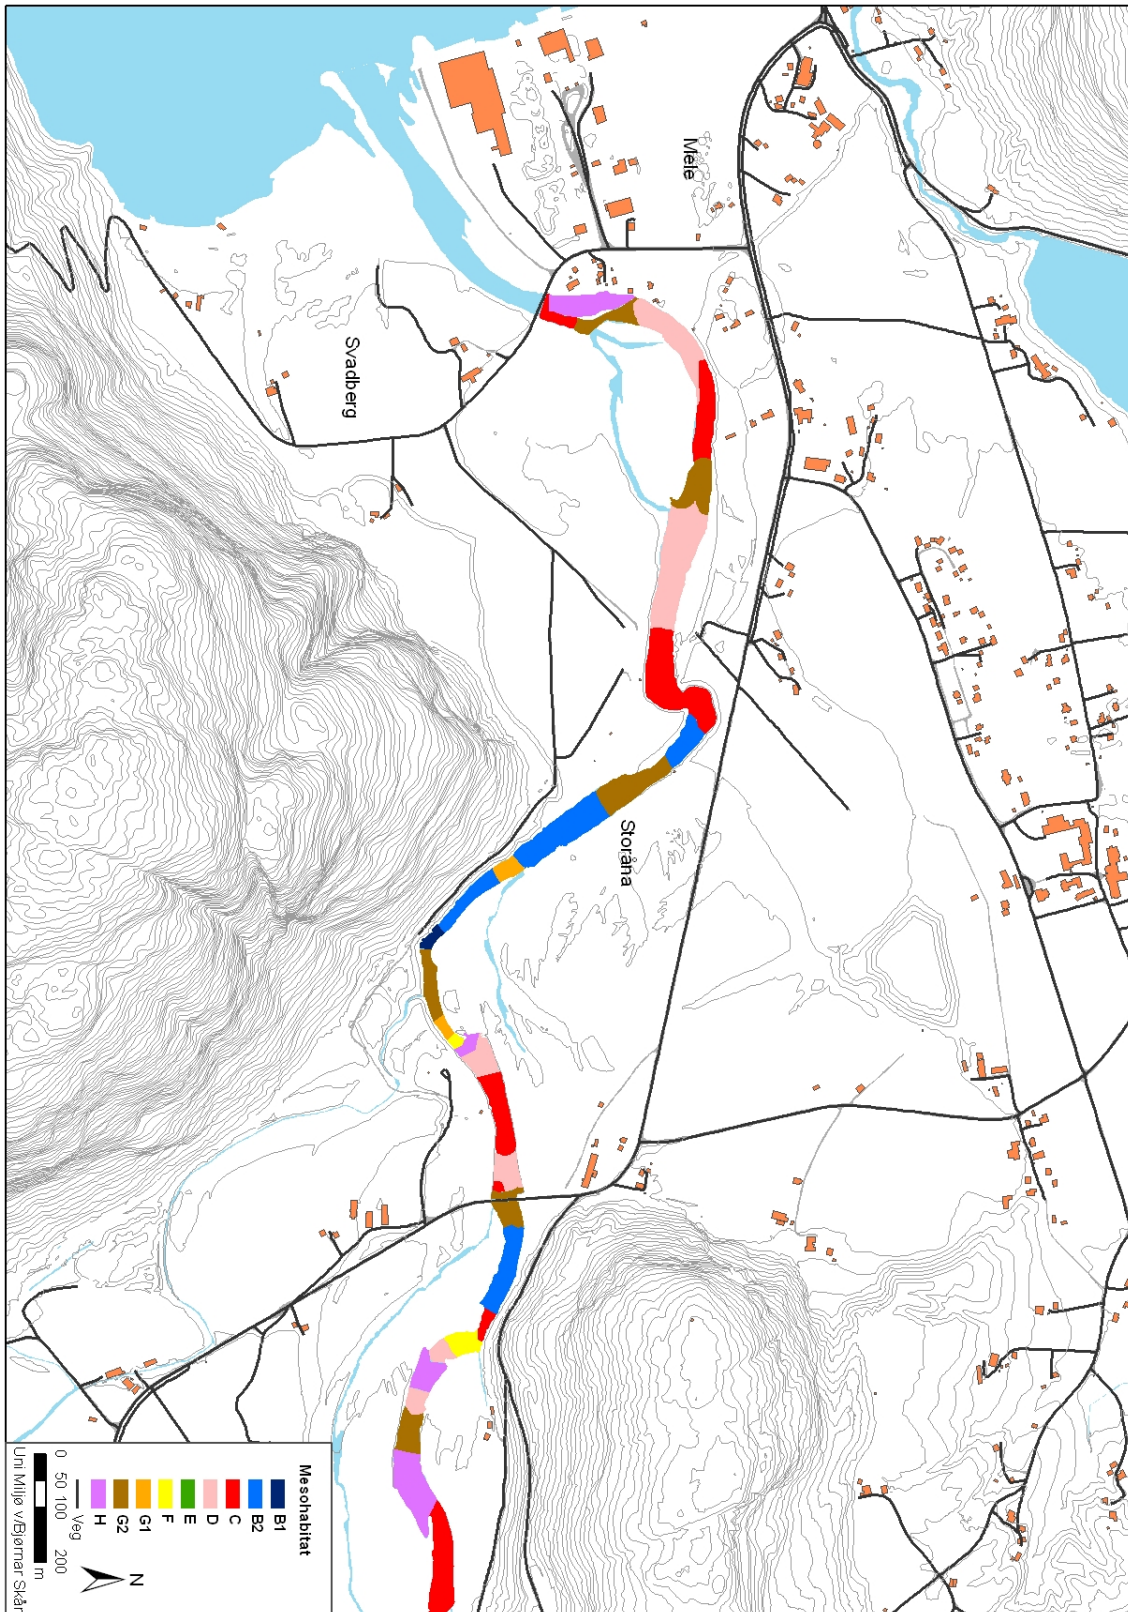 Mele
Svadberg
Storåna
Mesohabitat
B1
B2
C
D
E
F
G1
G2
H
Veg
N
0 50 100 200
m
Uni Miljø v/Bjørnar Skår